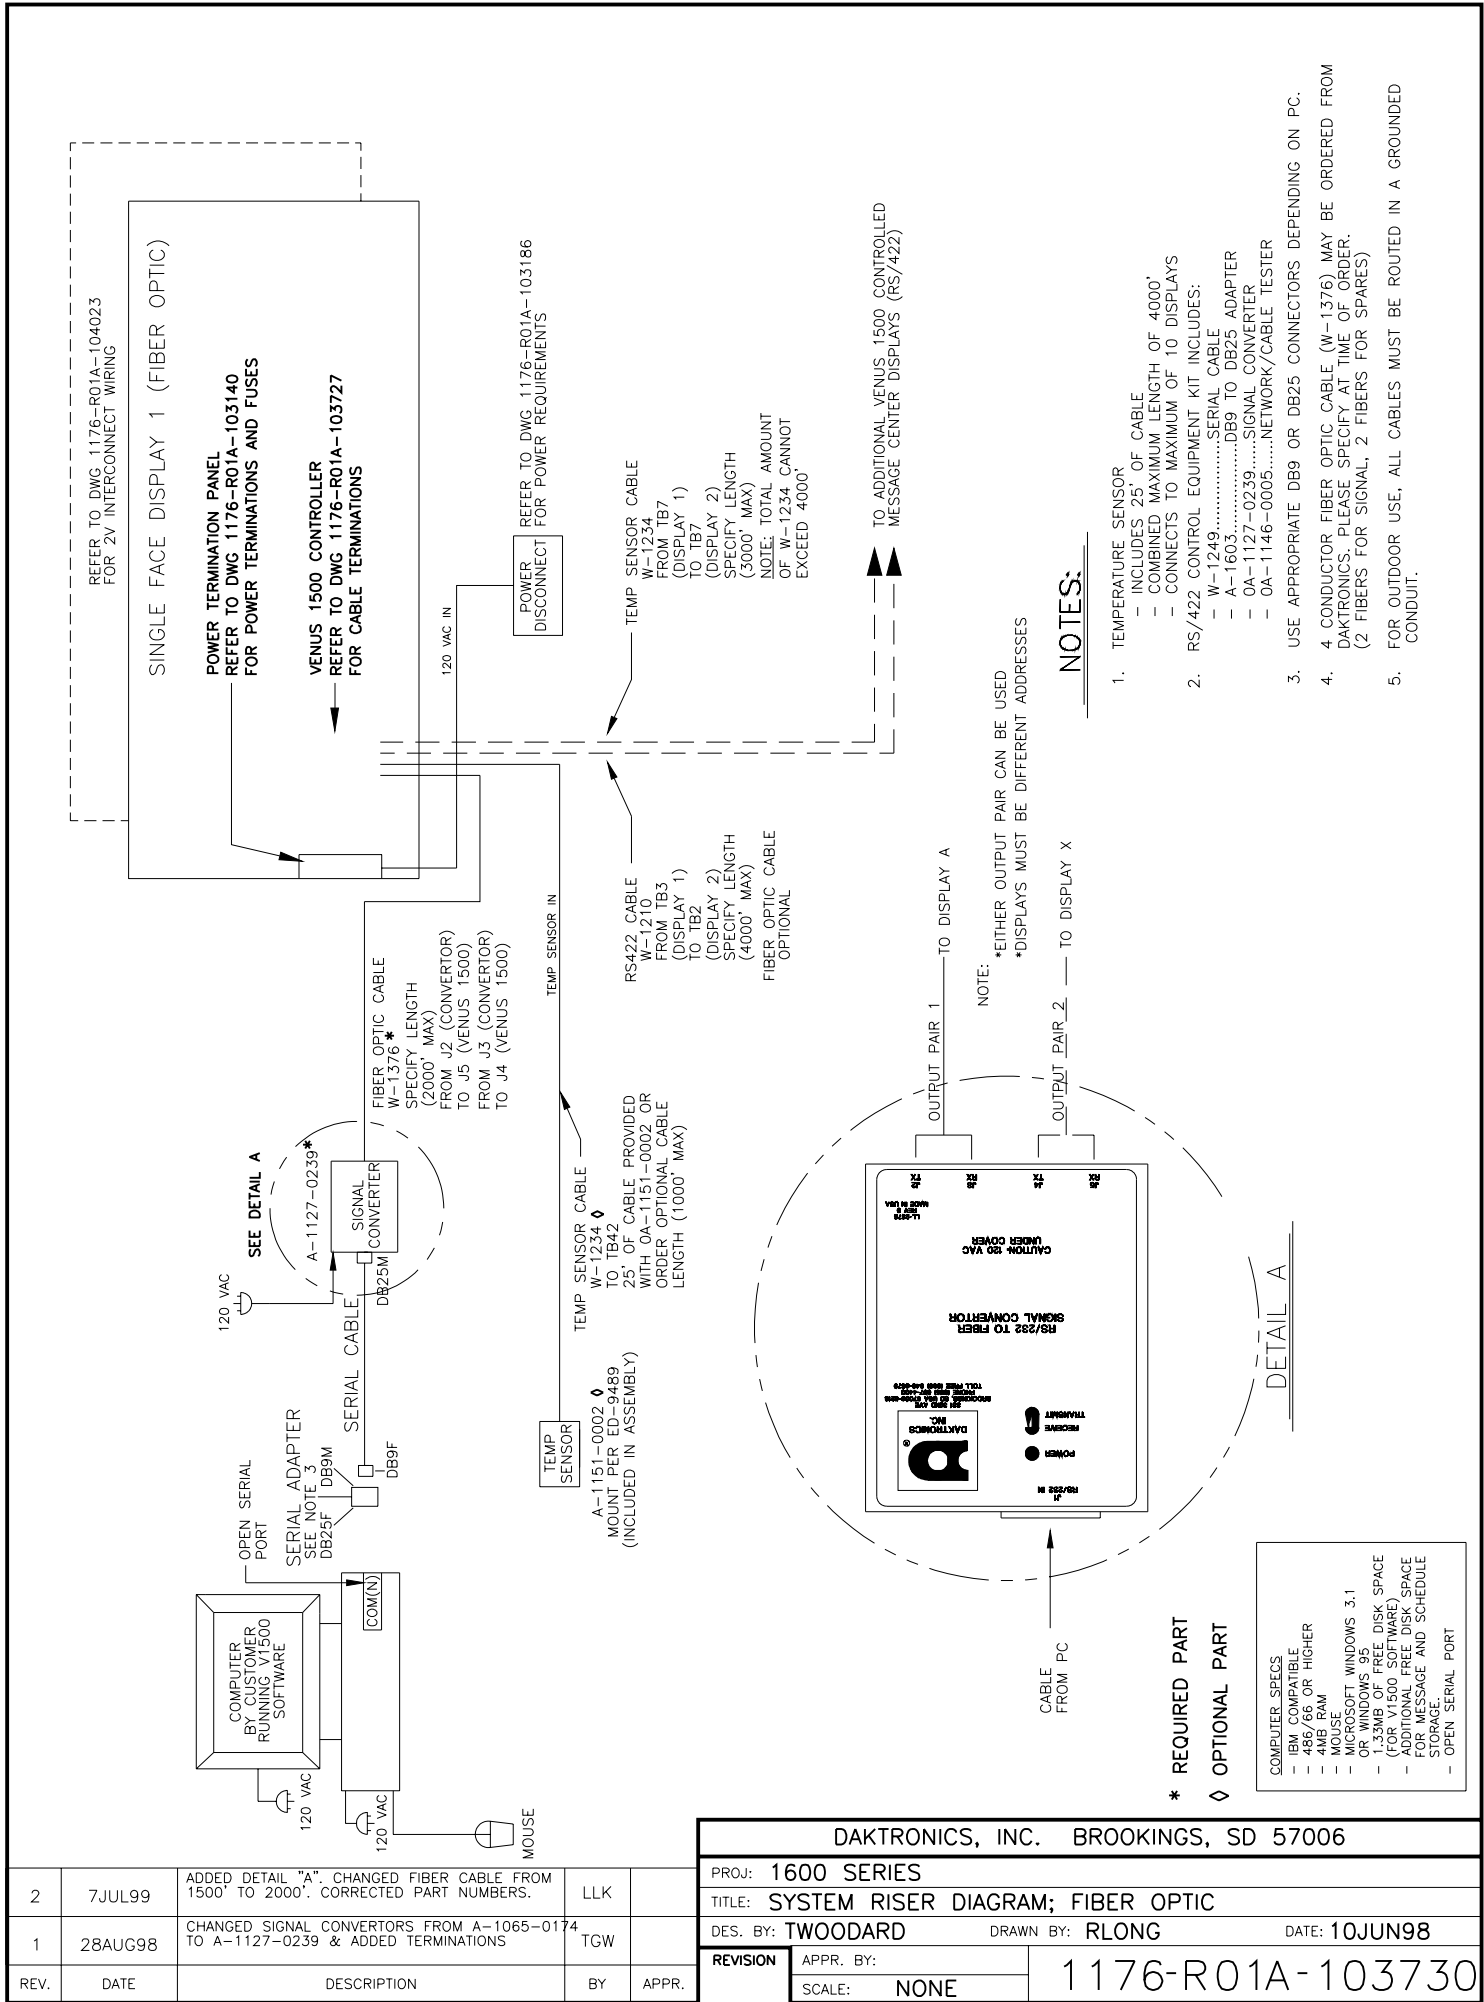 REFER TO DWG 1176-R01A-104023
FOR 2V INTERCONNECT WIRING
SINGLE FACE DISPLAY 1 (FIBER OPTIC)
POWER TERMINATION PANEL
REFER TO DWG 1176-R01A-103140
FOR POWER TERMINATIONS AND FUSES
VENUS 1500 CONTROLLER
REFER TO DWG 1176-R01A-103727
FOR CABLE TERMINATIONS
120 VAC IN
POWER
DISCONNECT
REFER TO DWG 1176-R01A-103186
FOR POWER REQUIREMENTS
TEMP SENSOR CABLE
W-1234
FROM TB7
(DISPLAY 1)
TO TB7
(DISPLAY 2)
SPECIFY LENGTH
(3000' MAX)
NOTE: TOTAL AMOUNT
OF W-1234 CANNOT
EXCEED 4000'
TO ADDITIONAL VENUS 1500 CONTROLLED
MESSAGE CENTER DISPLAYS (RS/422)
RS422 CABLE
W-1210
FROM TB3
(DISPLAY 1)
TO TB2
(DISPLAY 2)
SPECIFY LENGTH
(4000' MAX)
FIBER OPTIC CABLE
OPTIONAL
TEMP SENSOR IN
FIBER OPTIC CABLE
W-1376 *
SPECIFY LENGTH
(2000' MAX)
FROM J2 (CONVERTOR)
TO J5 (VENUS 1500)
FROM J3 (CONVERTOR)
TO J4 (VENUS 1500)
SEE DETAIL A
A-1127-0239*
SIGNAL
CONVERTER
120 VAC
DB25M
SERIAL CABLE
DB9F
SERIAL ADAPTER
SEE NOTE 3
DB25F
DB9M
OPEN SERIAL
PORT
COM(N)
COMPUTER
BY CUSTOMER
RUNNING V1500
SOFTWARE
120 VAC
120 VAC
MOUSE
TEMP SENSOR CABLE
W-1234 ◊
TO TB42
25' OF CABLE PROVIDED
WITH 0A-1151-0002 OR
ORDER OPTIONAL CABLE
LENGTH (1000' MAX)
TEMP
SENSOR
A-1151-0002 ◊
MOUNT PER ED-9489
(INCLUDED IN ASSEMBLY)
NOTES:
1. TEMPERATURE SENSOR
- INCLUDES 25' OF CABLE
- COMBINED MAXIMUM LENGTH OF 4000'
- CONNECTS TO MAXIMUM OF 10 DISPLAYS
2. RS/422 CONTROL EQUIPMENT KIT INCLUDES:
- W-1249..................SERIAL CABLE
- A-1603..................DB9 TO DB25 ADAPTER
- 0A-1127-0239.......SIGNAL CONVERTER
- 0A-1146-0005......NETWORK/CABLE TESTER
3. USE APPROPRIATE DB9 OR DB25 CONNECTORS DEPENDING ON PC.
4. 4 CONDUCTOR FIBER OPTIC CABLE (W-1376) MAY BE ORDERED FROM
DAKTRONICS. PLEASE SPECIFY AT TIME OF ORDER.
(2 FIBERS FOR SIGNAL, 2 FIBERS FOR SPARES)
5. FOR OUTDOOR USE, ALL CABLES MUST BE ROUTED IN A GROUNDED
CONDUIT.
OUTPUT PAIR 1
TO DISPLAY A
NOTE:
*EITHER OUTPUT PAIR CAN BE USED
*DISPLAYS MUST BE DIFFERENT ADDRESSES
OUTPUT PAIR 2
TO DISPLAY X
J2
TX
J3
RX
J4
TX
J5
RX
REV B
MADE IN USA
CAUTION- 120 VAC
UNDER COVER
RS/232 TO FIBER
SIGNAL CONVERTOR
DAKTRONICS
INC.
®
331 32ND AVE
TRANSMIT
RECEIVE
POWER
J1
RS/232 IN
DETAIL A
CABLE
FROM PC
* REQUIRED PART
◊ OPTIONAL PART
COMPUTER SPECS
- IBM COMPATIBLE
- 486/66 OR HIGHER
- 4MB RAM
- MOUSE
- MICROSOFT WINDOWS 3.1
OR WINDOWS 95
- 1.33MB OF FREE DISK SPACE
(FOR V1500 SOFTWARE)
- ADDITIONAL FREE DISK SPACE
FOR MESSAGE AND SCHEDULE
STORAGE.
- OPEN SERIAL PORT
2 7JUL99 ADDED DETAIL "A". CHANGED FIBER CABLE FROM
1500' TO 2000'. CORRECTED PART NUMBERS. LLK
1 28AUG98 CHANGED SIGNAL CONVERTORS FROM A-1065-0174
TO A-1127-0239 & ADDED TERMINATIONS TGW
REV. DATE DESCRIPTION BY APPR.
DAKTRONICS, INC. BROOKINGS, SD 57006
PROJ: 1600 SERIES
TITLE: SYSTEM RISER DIAGRAM; FIBER OPTIC
DES. BY: TWOODARD DRAWN BY: RLONG DATE: 10JUN98
REVISION APPR. BY:
SCALE: NONE
1176-R01A-103730